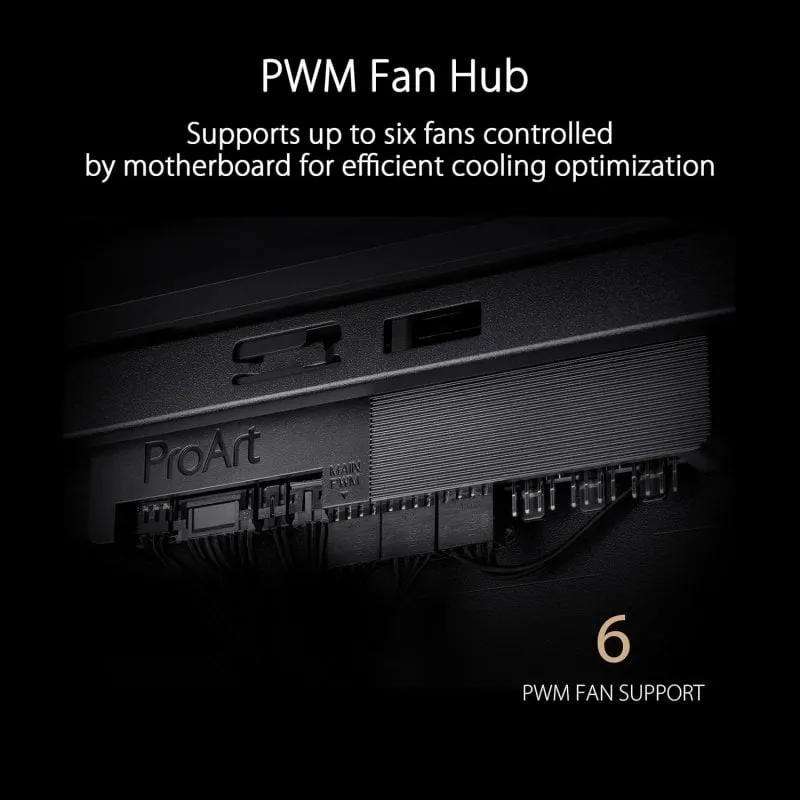 PWM Fan Hub
Supports up to six fans controlled
by motherboard for efficient cooling optimization
ProArt
MAIN
PWM
6
PWM FAN SUPPORT